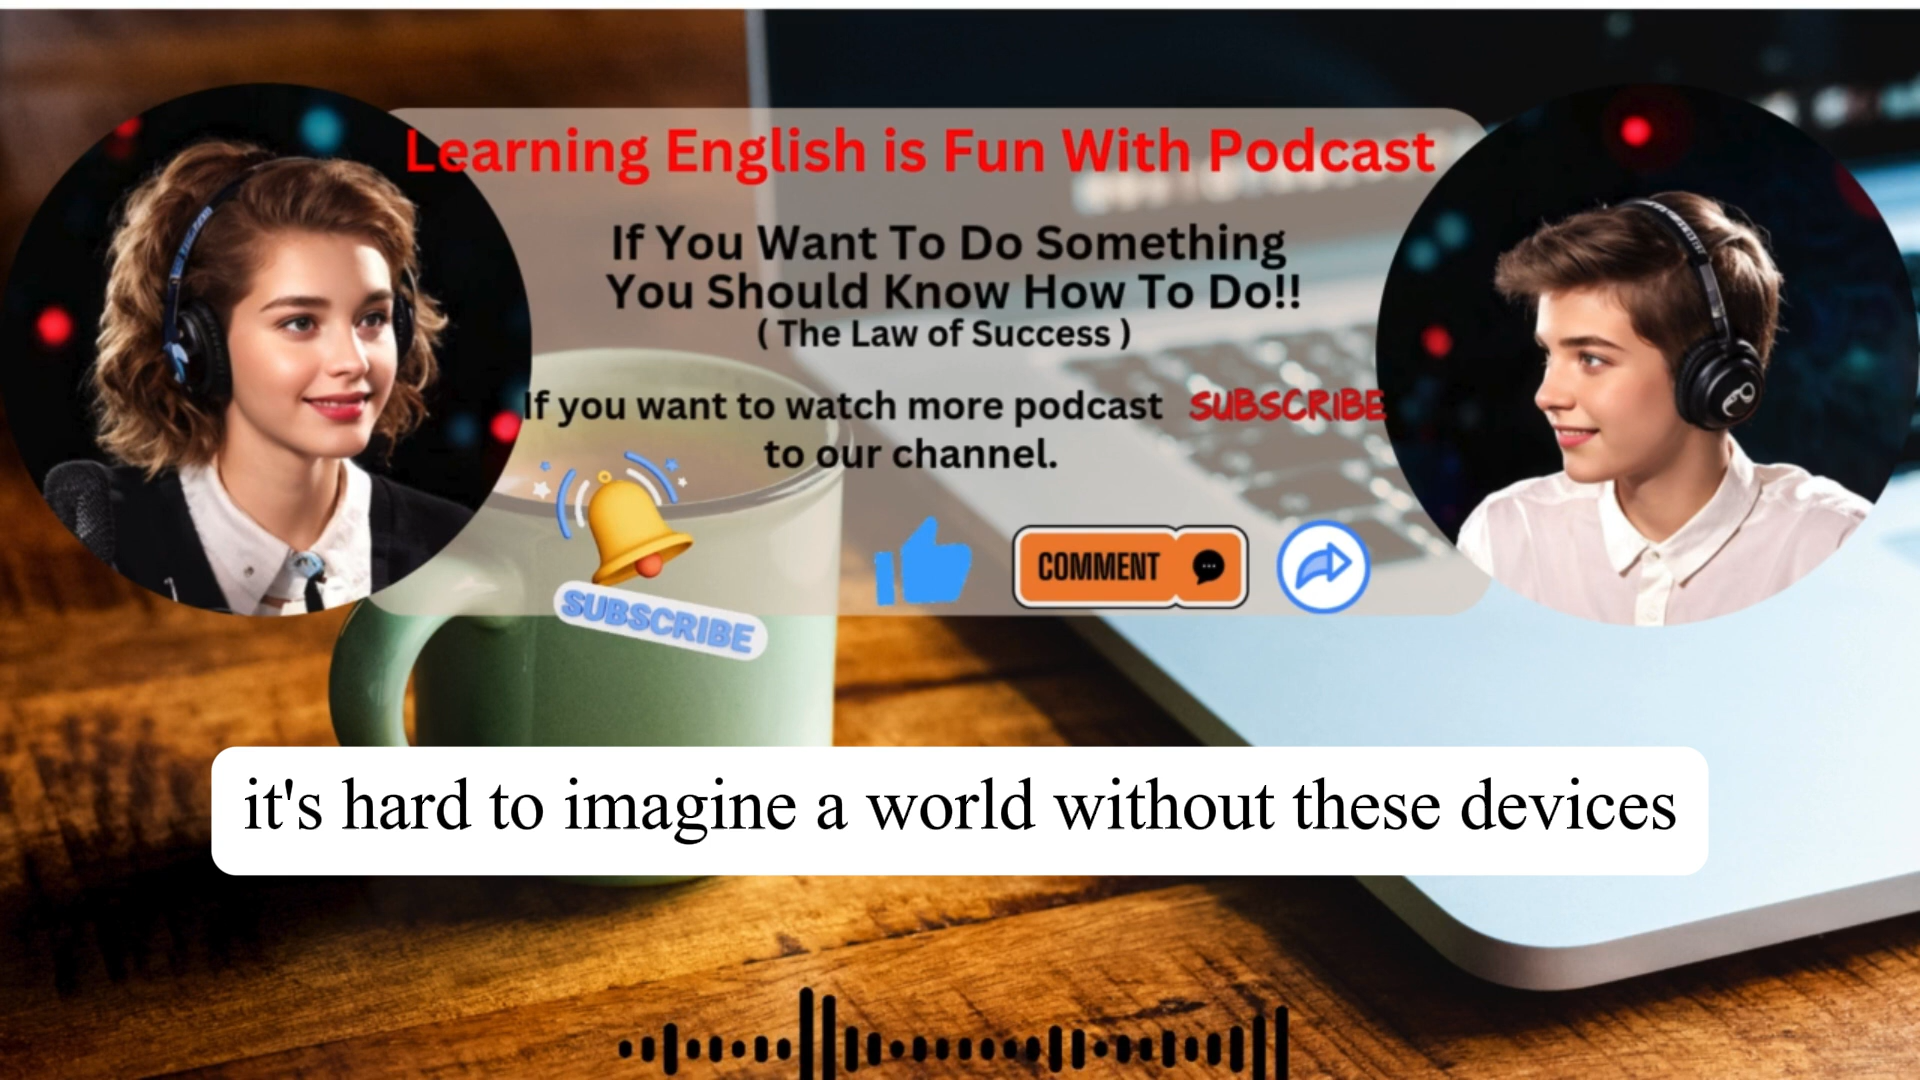 Learning English is Fun With Podcast
If You Want To Do Something
You Should Know How To Do!!
( The Law of Success )
If you want to watch more podcast SUBSCRIBE
to our channel.
COMMENT
SUBSCRIBE
it's hard to imagine a world without these devices